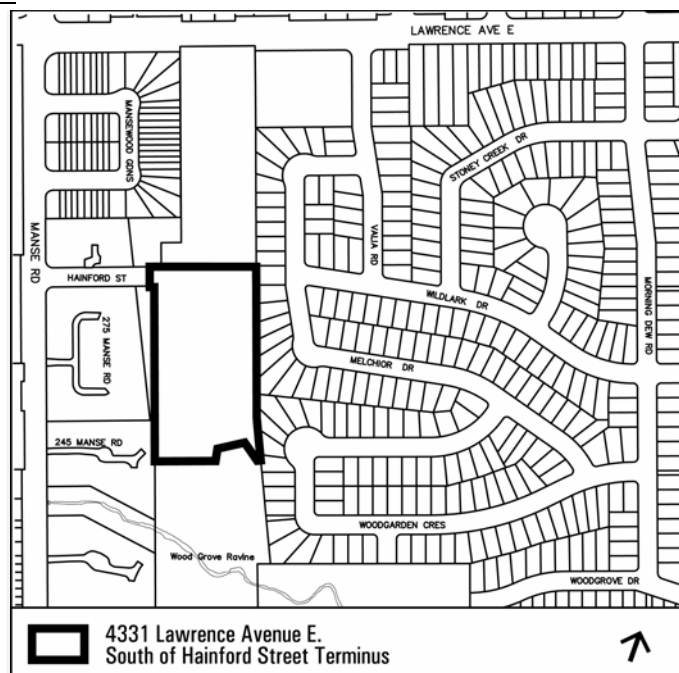 LAWRENCE AVE E
MANSEWOOD GDNS
STONEY CREEK DR
MANSE RD
VALIA RD
HAINFORD ST
WILDLARK DR
MORNING DEW RD
275 MANSE RD
MELCHIOR DR
245 MANSE RD
WOODGARDEN CRES
Wood Grove Ravine
WOODGROVE DR
4331 Lawrence Avenue E.
South of Hainford Street Terminus